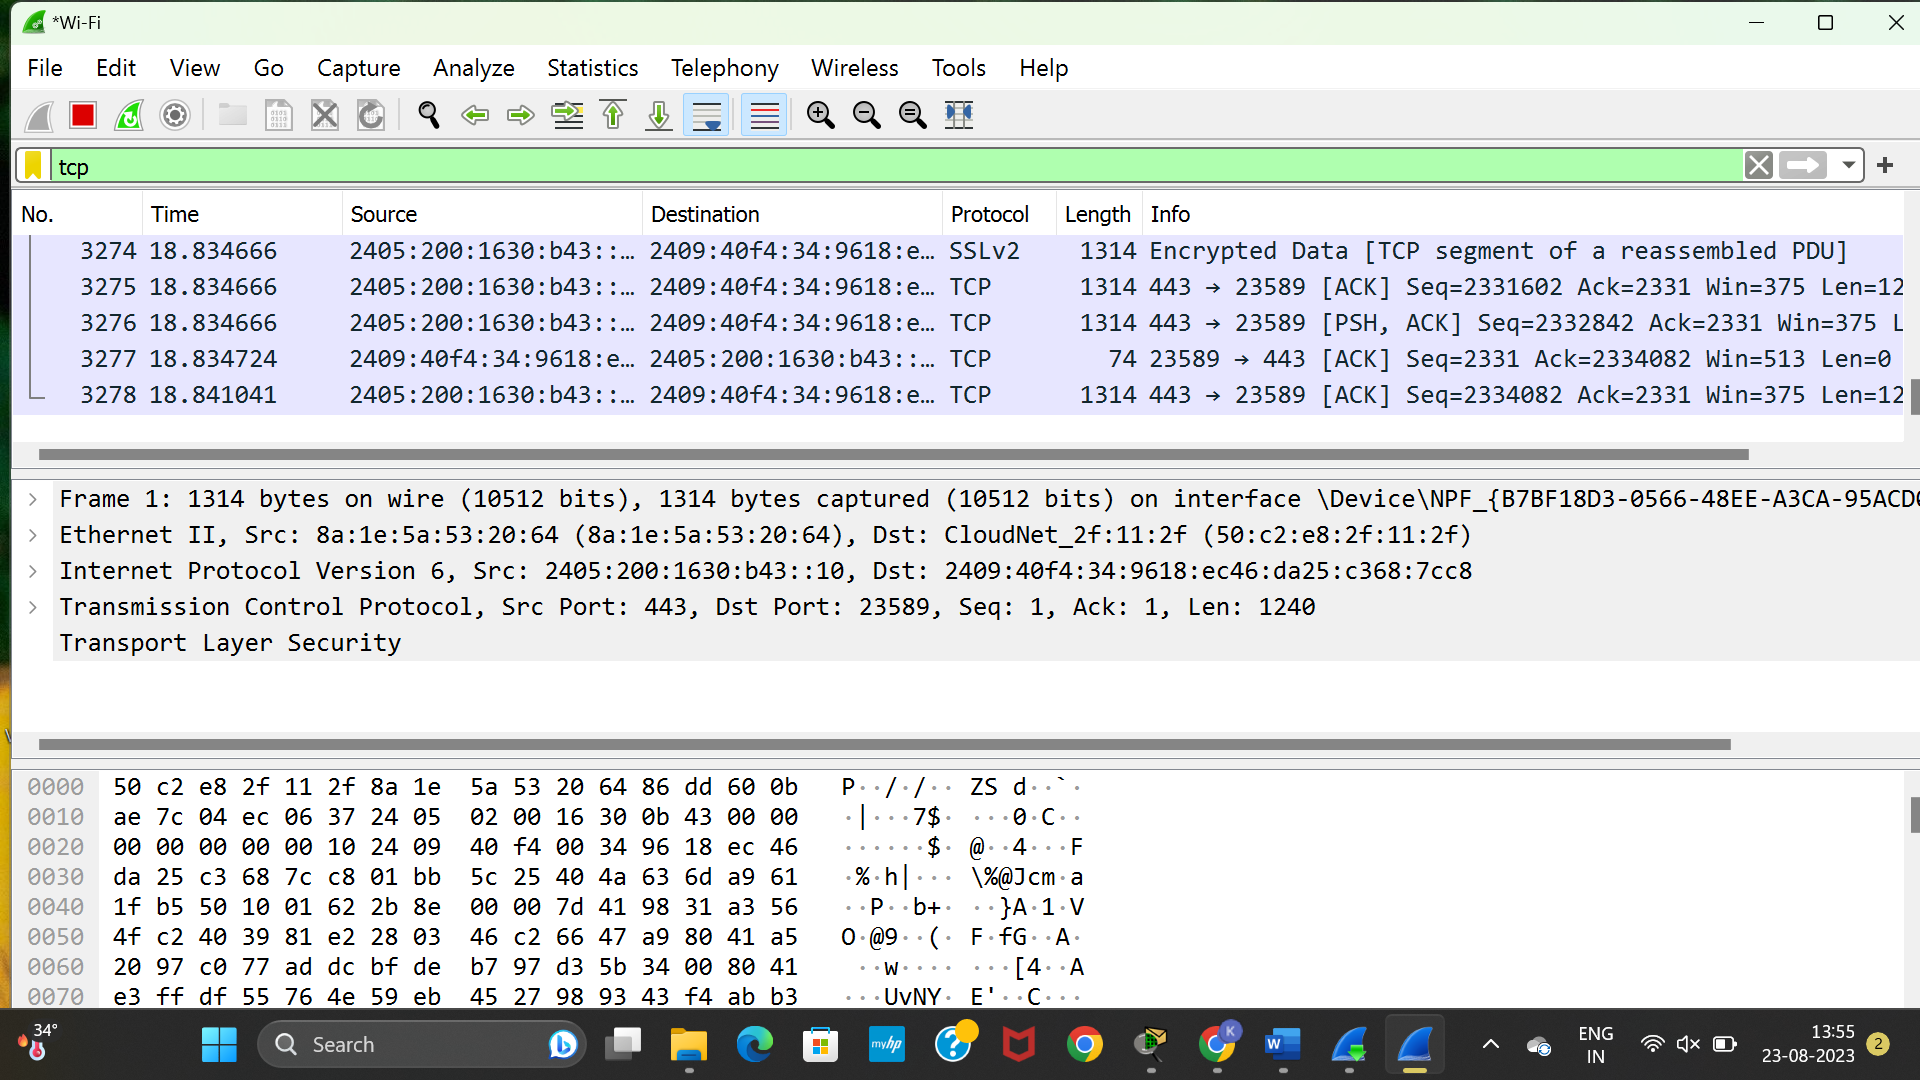 *Wi-Fi
File Edit View Go Capture Analyze Statistics Telephony Wireless Tools Help
tcp
No. Time Source Destination Protocol Length Info
3274 18.834666 2405:200:1630:b43::… 2409:40f4:34:9618:e… SSLv2 1314 Encrypted Data [TCP segment of a reassembled PDU]
3275 18.834666 2405:200:1630:b43::… 2409:40f4:34:9618:e… TCP 1314 443 → 23589 [ACK] Seq=2331602 Ack=2331 Win=375 Len=12
3276 18.834666 2405:200:1630:b43::… 2409:40f4:34:9618:e… TCP 1314 443 → 23589 [PSH, ACK] Seq=2332842 Ack=2331 Win=375 L
3277 18.834724 2409:40f4:34:9618:e… 2405:200:1630:b43::… TCP 74 23589 → 443 [ACK] Seq=2331 Ack=2334082 Win=513 Len=0
3278 18.841041 2405:200:1630:b43::… 2409:40f4:34:9618:e… TCP 1314 443 → 23589 [ACK] Seq=2334082 Ack=2331 Win=375 Len=12
Frame 1: 1314 bytes on wire (10512 bits), 1314 bytes captured (10512 bits) on interface \Device\NPF_{B7BF18D3-0566-48EE-A3CA-95ACD
Ethernet II, Src: 8a:1e:5a:53:20:64 (8a:1e:5a:53:20:64), Dst: CloudNet_2f:11:2f (50:c2:e8:2f:11:2f)
Internet Protocol Version 6, Src: 2405:200:1630:b43::10, Dst: 2409:40f4:34:9618:ec46:da25:c368:7cc8
Transmission Control Protocol, Src Port: 443, Dst Port: 23589, Seq: 1, Ack: 1, Len: 1240
Transport Layer Security
0000 50 c2 e8 2f 11 2f 8a 1e 5a 53 20 64 86 dd 60 0b P··/·/·· ZS d··`·
0010 ae 7c 04 ec 06 37 24 05 02 00 16 30 0b 43 00 00 ·|···7$· ···0·C··
0020 00 00 00 00 00 10 24 09 40 f4 00 34 96 18 ec 46 ······$· @··4···F
0030 da 25 c3 68 7c c8 01 bb 5c 25 40 4a 63 6d a9 61 ·%·h|··· \%@Jcm·a
0040 1f b5 50 10 01 62 2b 8e 00 00 7d 41 98 31 a3 56 ··P··b+· ··}A·1·V
0050 4f c2 40 39 81 e2 28 03 46 c2 66 47 a9 80 41 a5 O·@9··(· F·fG··A·
0060 20 97 c0 77 ad dc bf de b7 97 d3 5b 34 00 80 41 ··w···· ···[4··A
0070 e3 ff df 55 76 4e 59 eb 45 27 98 93 43 f4 ab b3 ···UvNY· E'··C···
34°
Search
myhp
K
W
ENG
IN
13:55
23-08-2023
2